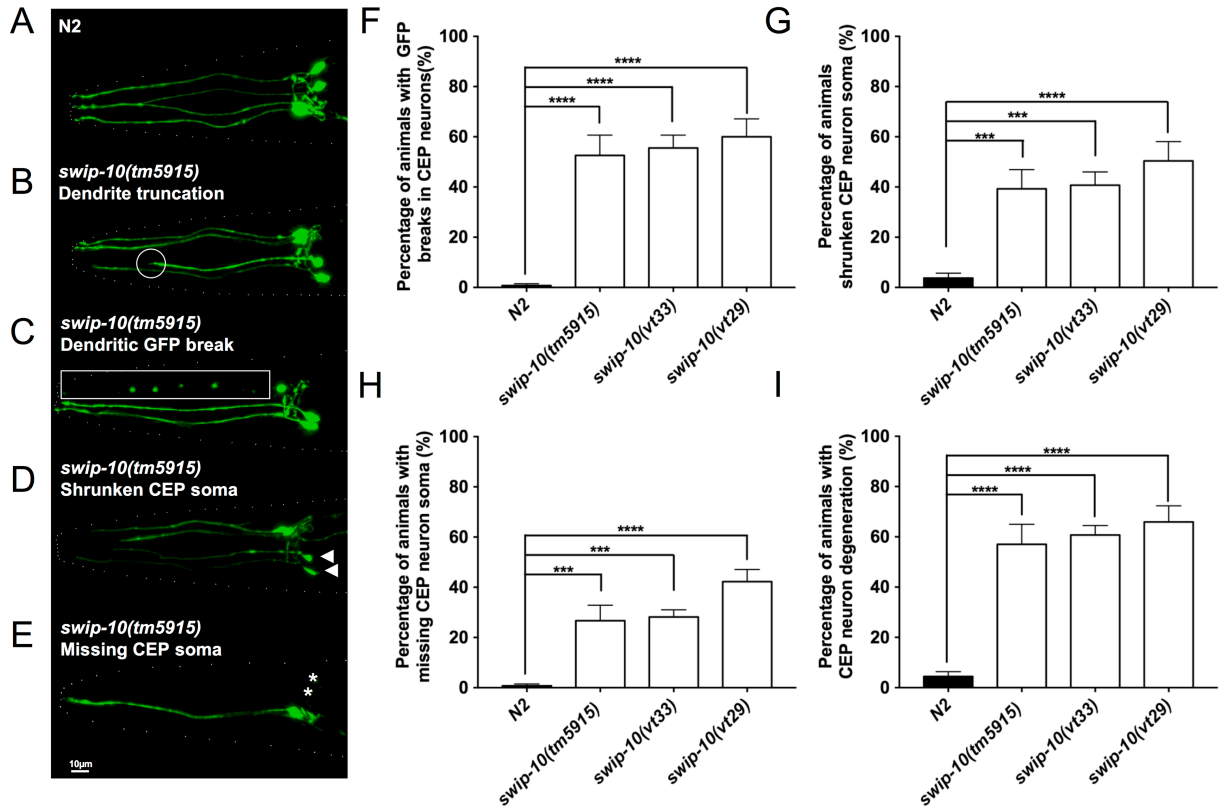 A
N2
B
swip-10(tm5915)
Dendrite truncation
C
swip-10(tm5915)
Dendritic GFP break
D
swip-10(tm5915)
Shrunken CEP soma
E
swip-10(tm5915)
Missing CEP soma
* *
10µm
F
Percentage of animals with GFP
breaks in CEP neurons(%)
100
80
60
40
20
0
****
****
****
N2
swip-10(tm5915)
swip-10(vt33)
swip-10(vt29)
G
Percentage of animals
shrunken CEP neuron soma (%)
100
80
60
40
20
0
****
***
***
N2
swip-10(tm5915)
swip-10(vt33)
swip-10(vt29)
H
Percentage of animals with
missing CEP neuron soma (%)
100
80
60
40
20
0
****
***
***
N2
swip-10(tm5915)
swip-10(vt33)
swip-10(vt29)
I
Percentage of animals with
CEP neuron degeneration (%)
100
80
60
40
20
0
****
****
****
N2
swip-10(tm5915)
swip-10(vt33)
swip-10(vt29)